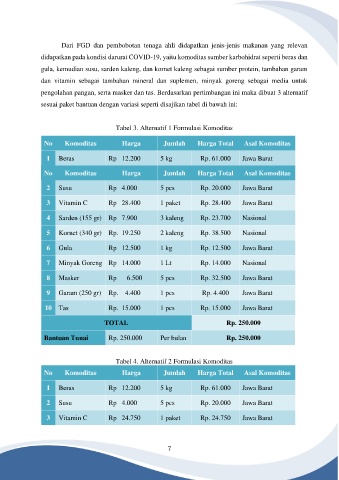 Dari FGD dan pembobotan tenaga ahli didapatkan jenis-jenis makanan yang relevan
didapatkan pada kondisi darurat COVID-19, yaitu komoditas sumber karbohidrat seperti beras dan
gula, kemudian susu, sarden kaleng, dan kornet kaleng sebagai sumber protein, tambahan garam
dan vitamin sebagai tambahan mineral dan suplemen, minyak goreng sebagai media untuk
pengolahan pangan, serta masker dan tas. Berdasarkan pertimbangan ini maka dibuat 3 alternatif
sesuai paket bantuan dengan variasi seperti disajikan tabel di bawah ini:
Tabel 3. Alternatif 1 Formulasi Komoditas
No Komoditas Harga Jumlah Harga Total Asal Komoditas
1 Beras Rp 12.200 5 kg Rp. 61.000 Jawa Barat
No Komoditas Harga Jumlah Harga Total Asal Komoditas
2 Susu Rp 4.000 5 pcs Rp. 20.000 Jawa Barat
3 Vitamin C Rp 28.400 1 paket Rp. 28.400 Jawa Barat
4 Sarden (155 gr) Rp 7.900 3 kaleng Rp. 23.700 Nasional
5 Kornet (340 gr) Rp. 19.250 2 kaleng Rp. 38.500 Nasional
6 Gula Rp 12.500 1 kg Rp. 12.500 Jawa Barat
7 Minyak Goreng Rp 14.000 1 Lt Rp. 14.000 Nasional
8 Masker Rp 6.500 5 pcs Rp. 32.500 Jawa Barat
9 Garam (250 gr) Rp. 4.400 1 pcs Rp. 4.400 Jawa Barat
10 Tas Rp. 15.000 1 pcs Rp. 15.000 Jawa Barat
TOTAL Rp. 250.000
Bantuan Tunai Rp. 250.000 Per bulan Rp. 250.000
Tabel 4. Alternatif 2 Formulasi Komoditas
No Komoditas Harga Jumlah Harga Total Asal Komoditas
1 Beras Rp 12.200 5 kg Rp. 61.000 Jawa Barat
2 Susu Rp 4.000 5 pcs Rp. 20.000 Jawa Barat
3 Vitamin C Rp 24.750 1 paket Rp. 24.750 Jawa Barat
7